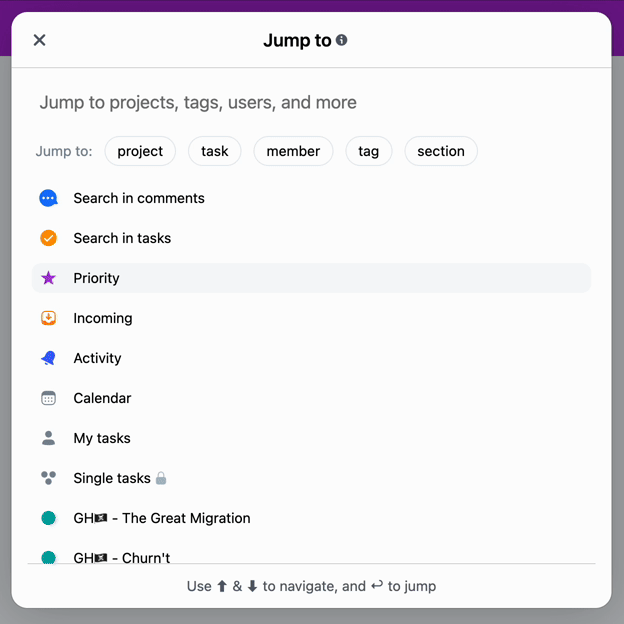 Jump to
Jump to projects, tags, users, and more
Jump to: project task member tag section
Search in comments
Search in tasks
Priority
Incoming
Activity
Calendar
My tasks
Single tasks 🔒
GH🏴‍☠️ - The Great Migration
GH🏴‍☠️ - Churn't
Use ⬆ & ⬇ to navigate, and ↩ to jump